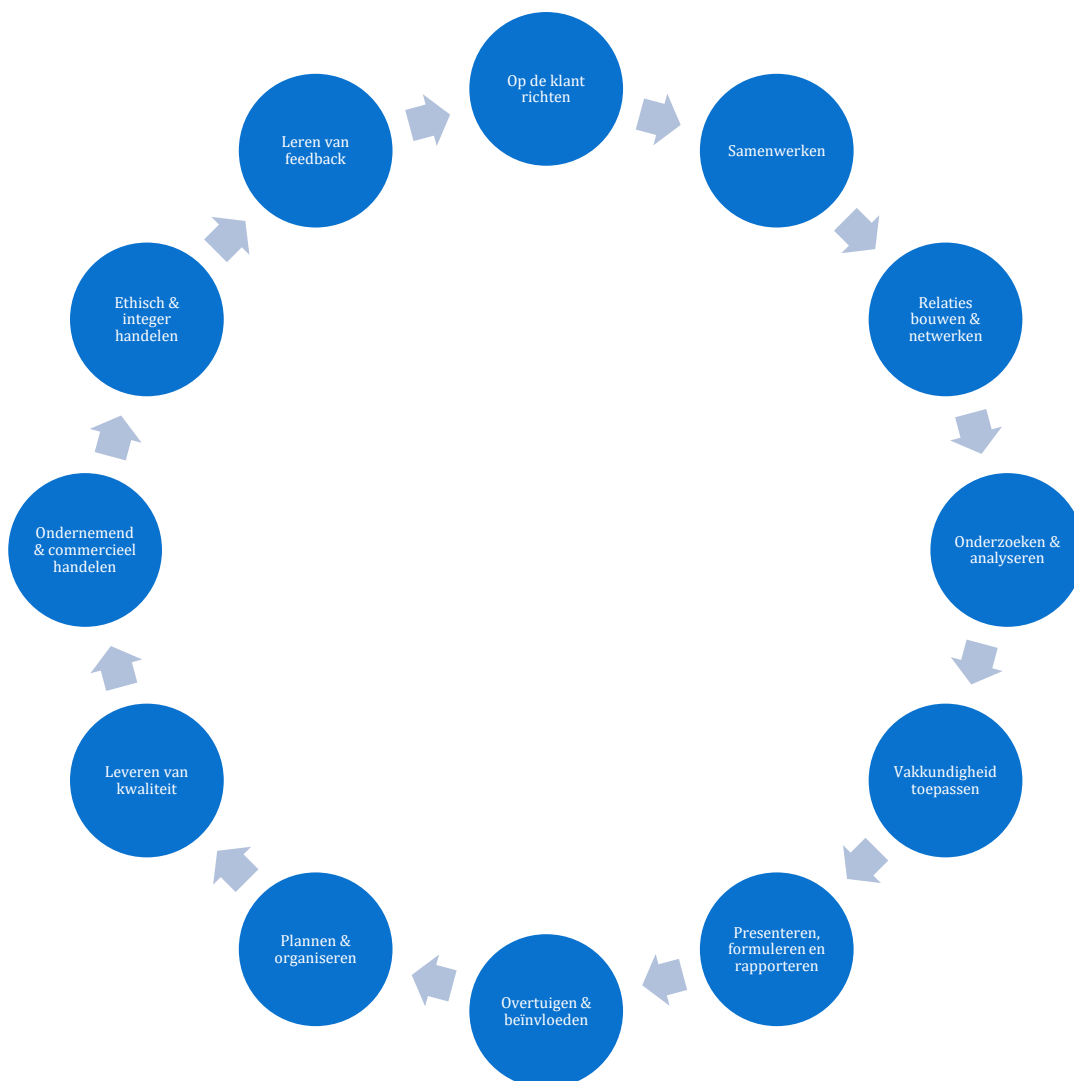 Op de klant
richten
Samenwerken
Relaties
bouwen &
netwerken
Onderzoeken &
analyseren
Vakkundigheid
toepassen
Presenteren,
formuleren en
rapporteren
Overtuigen &
beïnvloeden
Plannen &
organiseren
Leveren van
kwaliteit
Ondernemend
& commercieel
handelen
Ethisch &
integer
handelen
Leren van
feedback